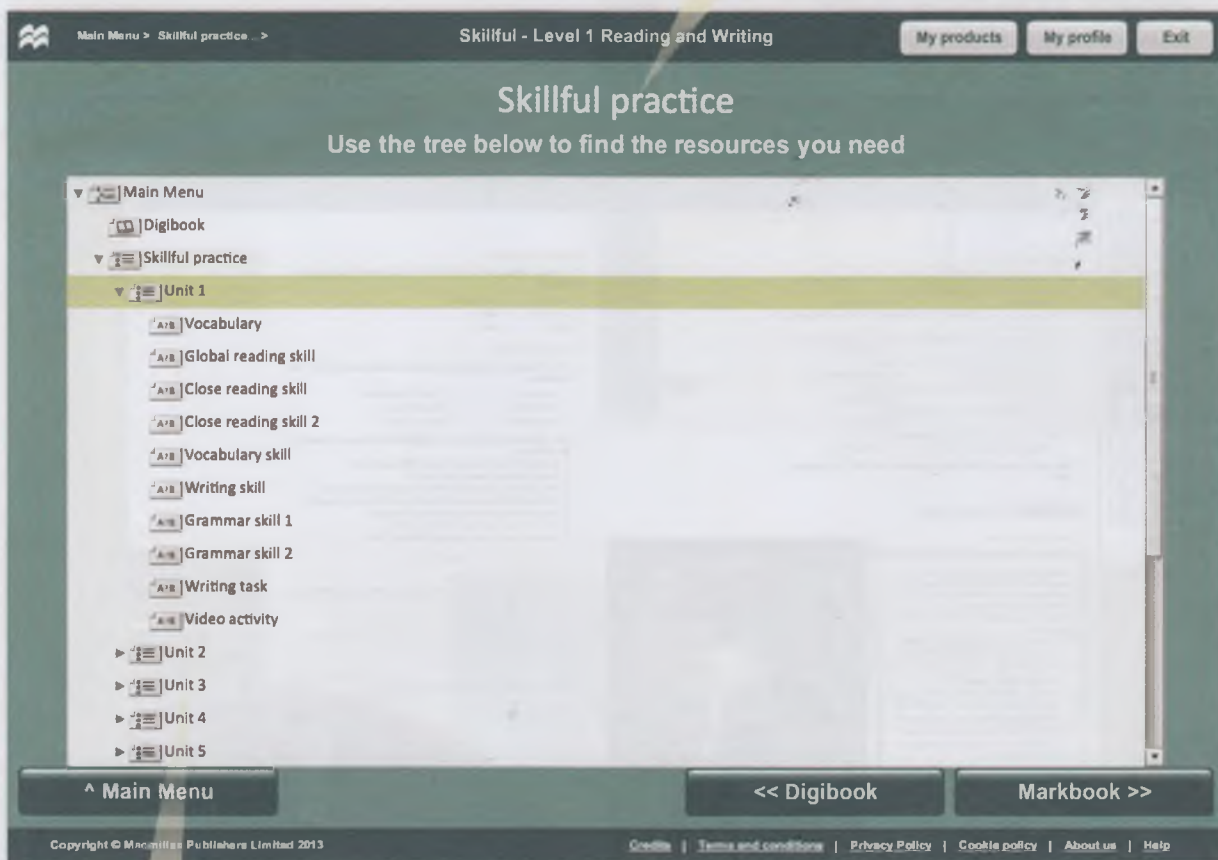 Main Menu > Skillful practice...>
Skillful - Level 1 Reading and Writing
My products
My profile
Exit
Skillful practice
Use the tree below to find the resources you need
Main Menu
Digibook
Skillful practice
Unit 1
Vocabulary
Global reading skill
Close reading skill
Close reading skill 2
Vocabulary skill
Writing skill
Grammar skill 1
Grammar skill 2
Writing task
Video activity
Unit 2
Unit 3
Unit 4
Unit 5
^ Main Menu
<< Digibook
Markbook >>
Copyright © Macmillan Publishers Limited 2013
Credits | Terms and conditions | Privacy Policy | Cookie policy | About us | Help